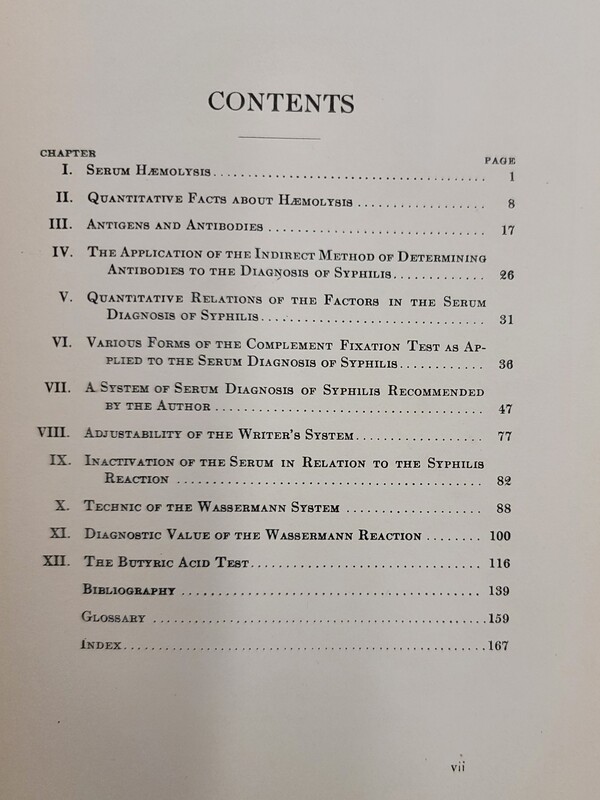 CONTENTS
CHAPTER
PAGE
I. Serum Hæmolysis........................................ 1
II. Quantitative Facts about Hæmolysis ................... 8
III. Antigens and Antibodies ................................ 17
IV. The Application of the Indirect Method of Determining
Antibodies to the Diagnosis of Syphilis.............. 26
V. Quantitative Relations of the Factors in the Serum
Diagnosis of Syphilis.................................. 31
VI. Various Forms of the Complement Fixation Test as Ap-
plied to the Serum Diagnosis of Syphilis............. 36
VII. A System of Serum Diagnosis of Syphilis Recommended
by the Author ........................................ 47
VIII. Adjustability of the Writer's System................... 77
IX. Inactivation of the Serum in Relation to the Syphilis
Reaction .............................................. 82
X. Technic of the Wassermann System .................... 88
XI. Diagnostic Value of the Wassermann Reaction ........ 100
XII. The Butyric Acid Test.................................. 116
Bibliography ............................................ 139
Glossary ................................................159
Index....................................................167
vii